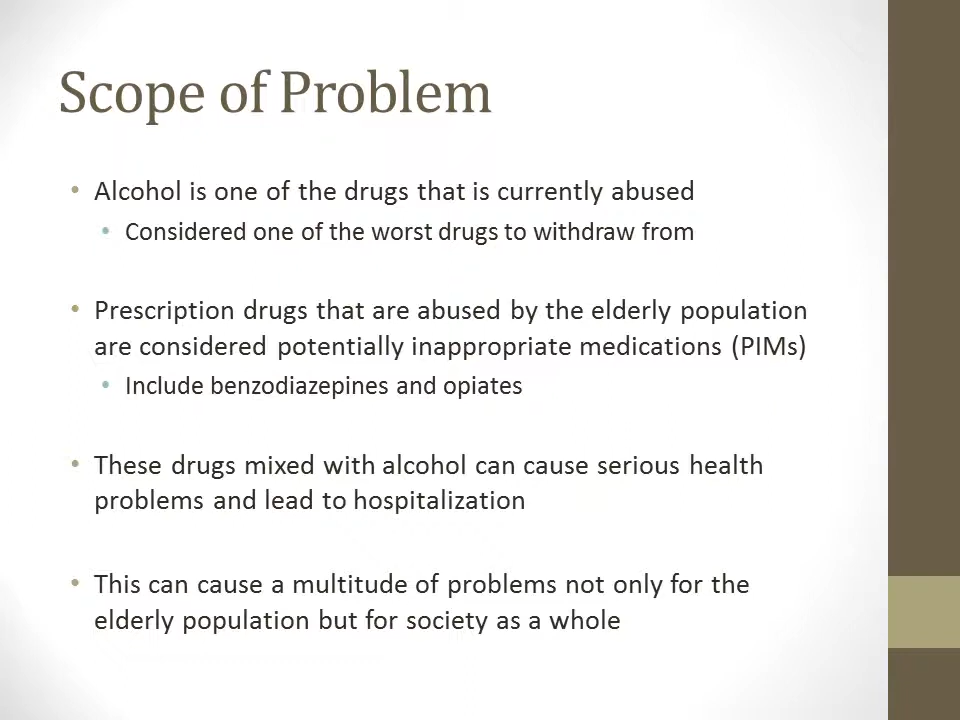 Scope of Problem
• Alcohol is one of the drugs that is currently abused
• Considered one of the worst drugs to withdraw from
• Prescription drugs that are abused by the elderly population
are considered potentially inappropriate medications (PIMs)
• Include benzodiazepines and opiates
• These drugs mixed with alcohol can cause serious health
problems and lead to hospitalization
• This can cause a multitude of problems not only for the
elderly population but for society as a whole